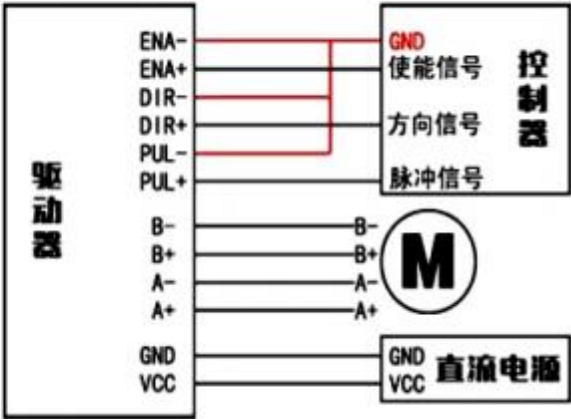 驱动器
ENA-
ENA+
DIR-
DIR+
PUL-
PUL+
B-
B+
A-
A+
GND
VCC
GND
使能信号
方向信号
脉冲信号
控制器
B-
B+
A-
A+
M
GND
VCC
直流电源